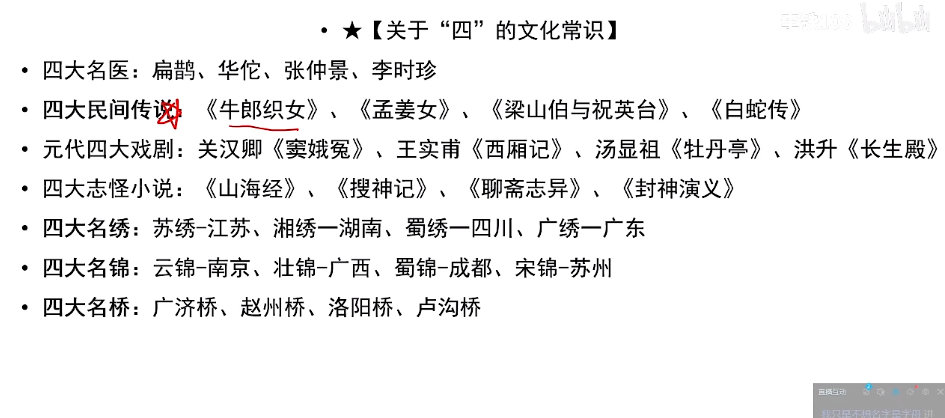 • ★【关于“四”的文化常识】
• 四大名医：扁鹊、华佗、张仲景、李时珍
• 四大民间传说：《牛郎织女》、《孟姜女》、《梁山伯与祝英台》、《白蛇传》
• 元代四大戏剧：关汉卿《窦娥冤》、王实甫《西厢记》、汤显祖《牡丹亭》、洪升《长生殿》
• 四大志怪小说：《山海经》、《搜神记》、《聊斋志异》、《封神演义》
• 四大名绣：苏绣-江苏、湘绣一湖南、蜀绣一四川、广绣一广东
• 四大名锦：云锦-南京、壮锦-广西、蜀锦-成都、宋锦-苏州
• 四大名桥：广济桥、赵州桥、洛阳桥、卢沟桥
直播互动